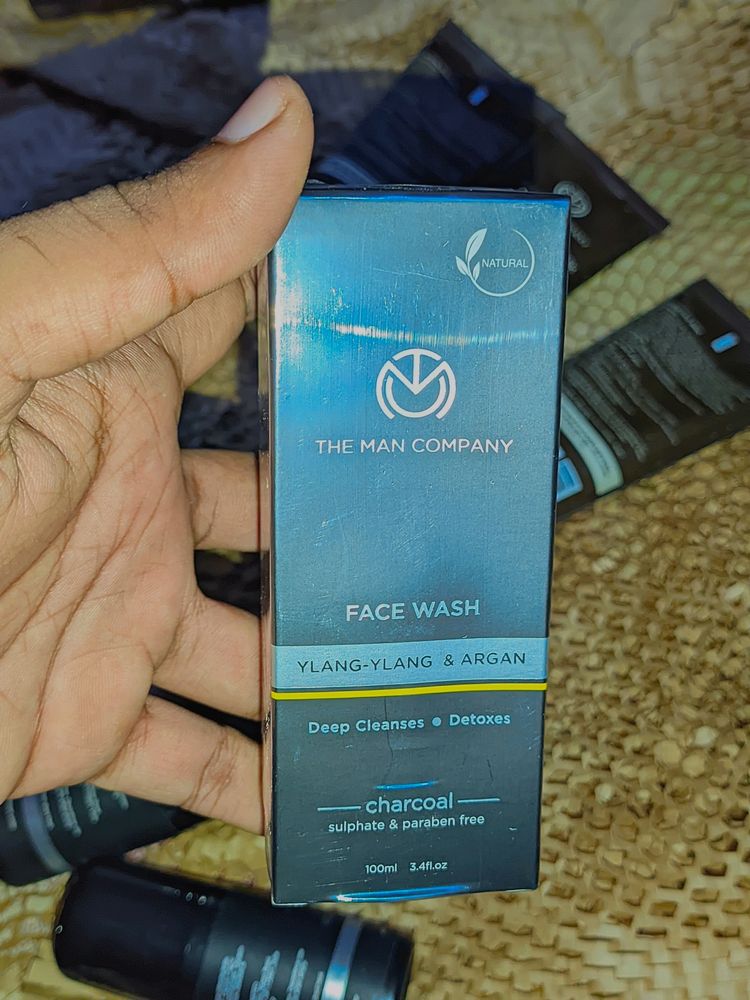 NATURAL
THE MAN COMPANY
FACE WASH
YLANG-YLANG & ARGAN
Deep Cleanses ● Detoxes
charcoal
sulphate & paraben free
100ml 3.4fl.oz